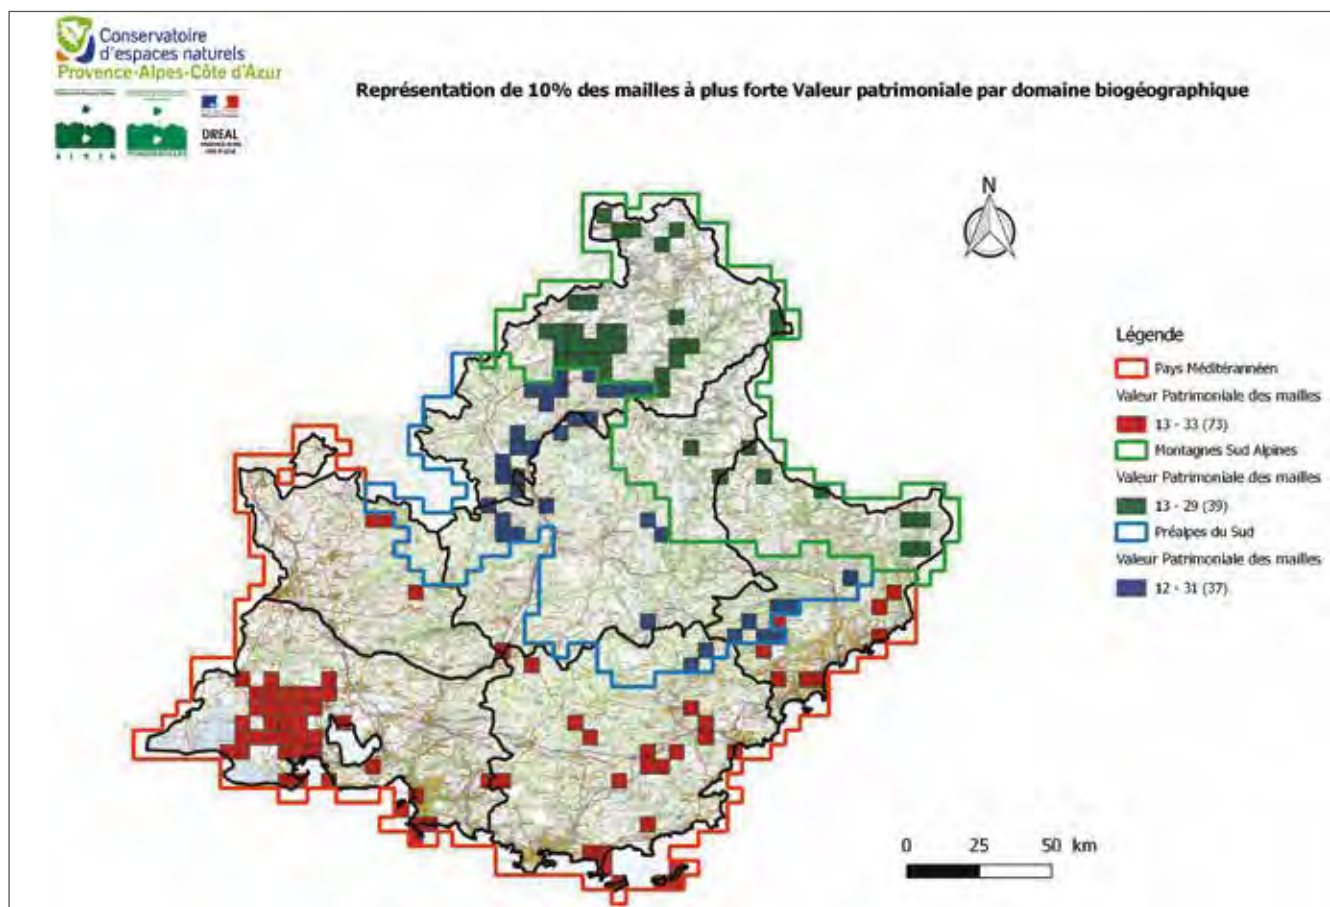 Conservatoire
d'espaces naturels
Provence-Alpes-Côte d'Azur
DREAL
Représentation de 10% des mailles à plus forte Valeur patrimoniale par domaine biogéographique
N
Légende
Pays Méditérannéen
Valeur Patrimoniale des mailles
13 - 33 (73)
Montagnes Sud Alpines
Valeur Patrimoniale des mailles
13 - 29 (39)
Préalpes du Sud
Valeur Patrimoniale des mailles
12 - 31 (37)
0 25 50 km